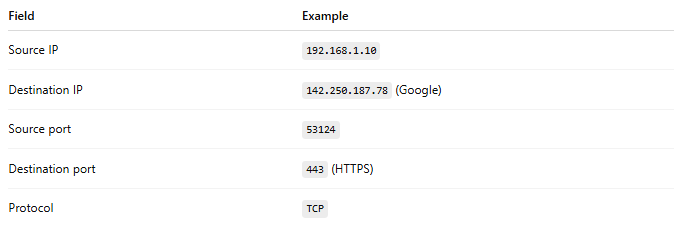 Field Example
Source IP 192.168.1.10
Destination IP 142.250.187.78 (Google)
Source port 53124
Destination port 443 (HTTPS)
Protocol TCP